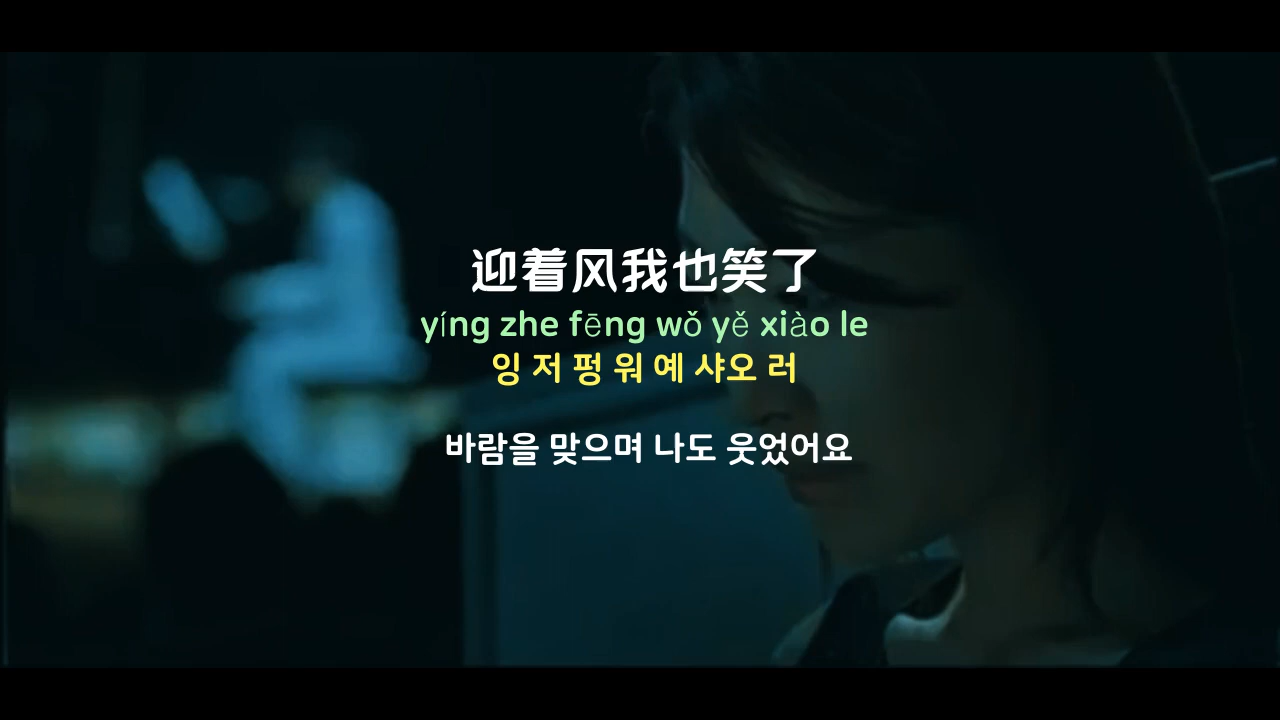 迎着风我也笑了
yíng zhe fēng wǒ yě xiào le
잉 저 펑 워 예 샤오 러
바람을 맞으며 나도 웃었어요